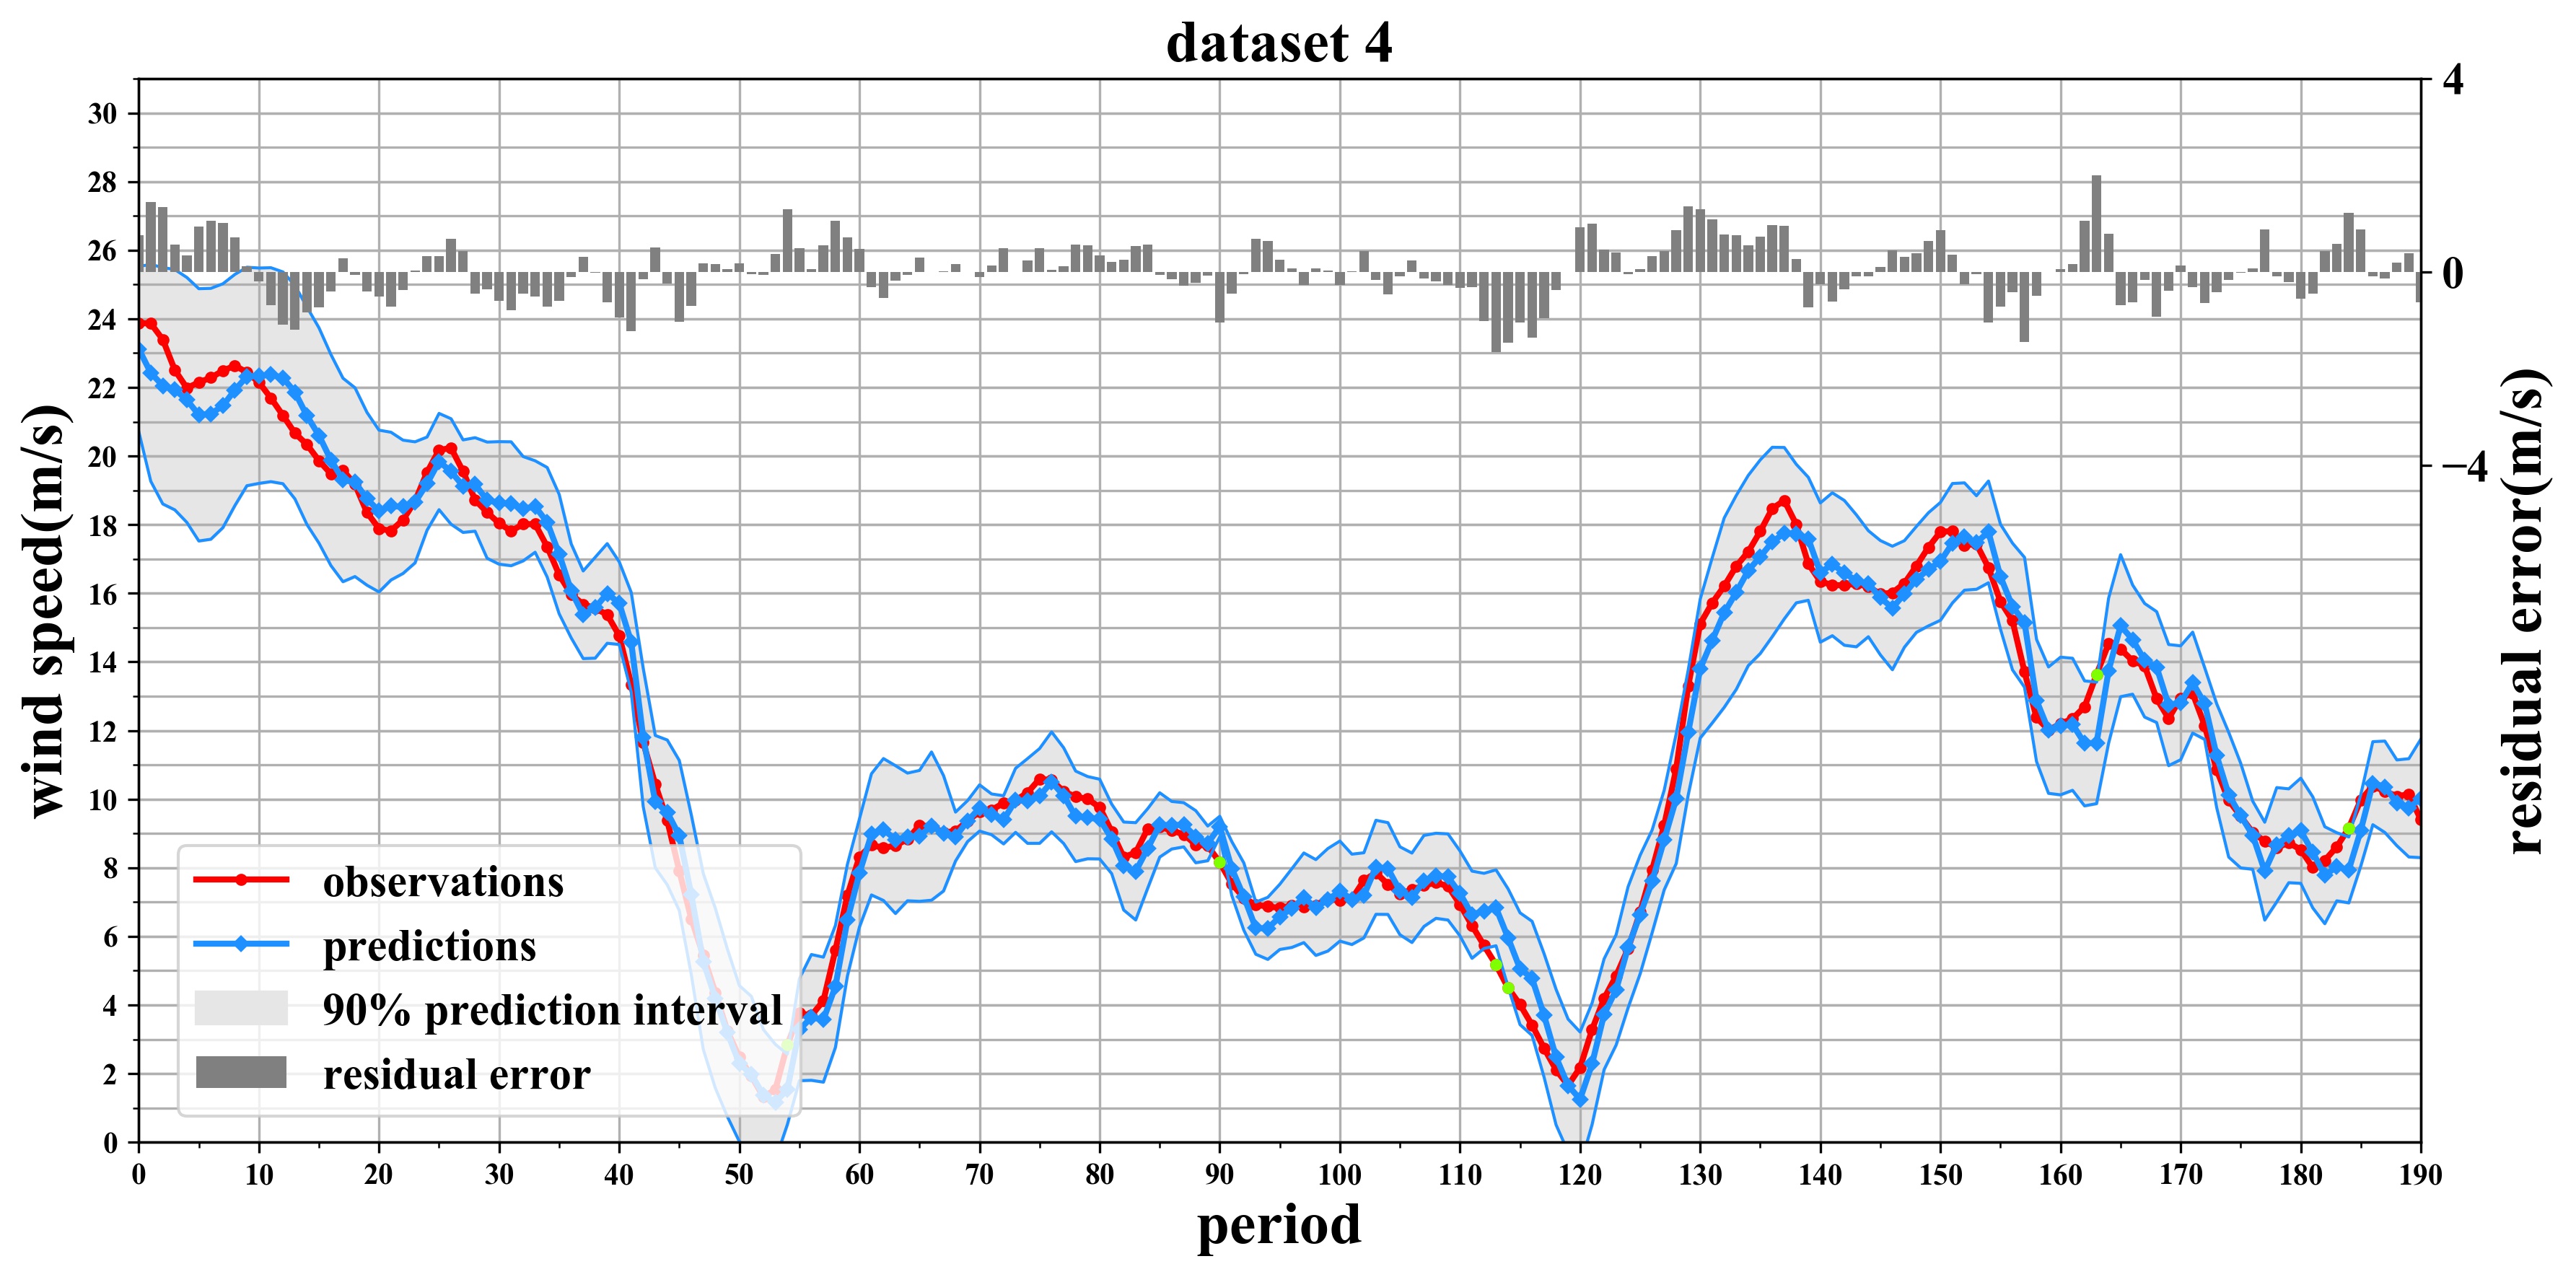 dataset 4
30
28
26
24
22
20
18
16
14
12
10
8
6
4
2
0
wind speed(m/s)
observations
predictions
90% prediction interval
residual error
4
0
−4
residual error(m/s)
0 10 20 30 40 50 60 70 80 90 100 110 120 130 140 150 160 170 180 190
period